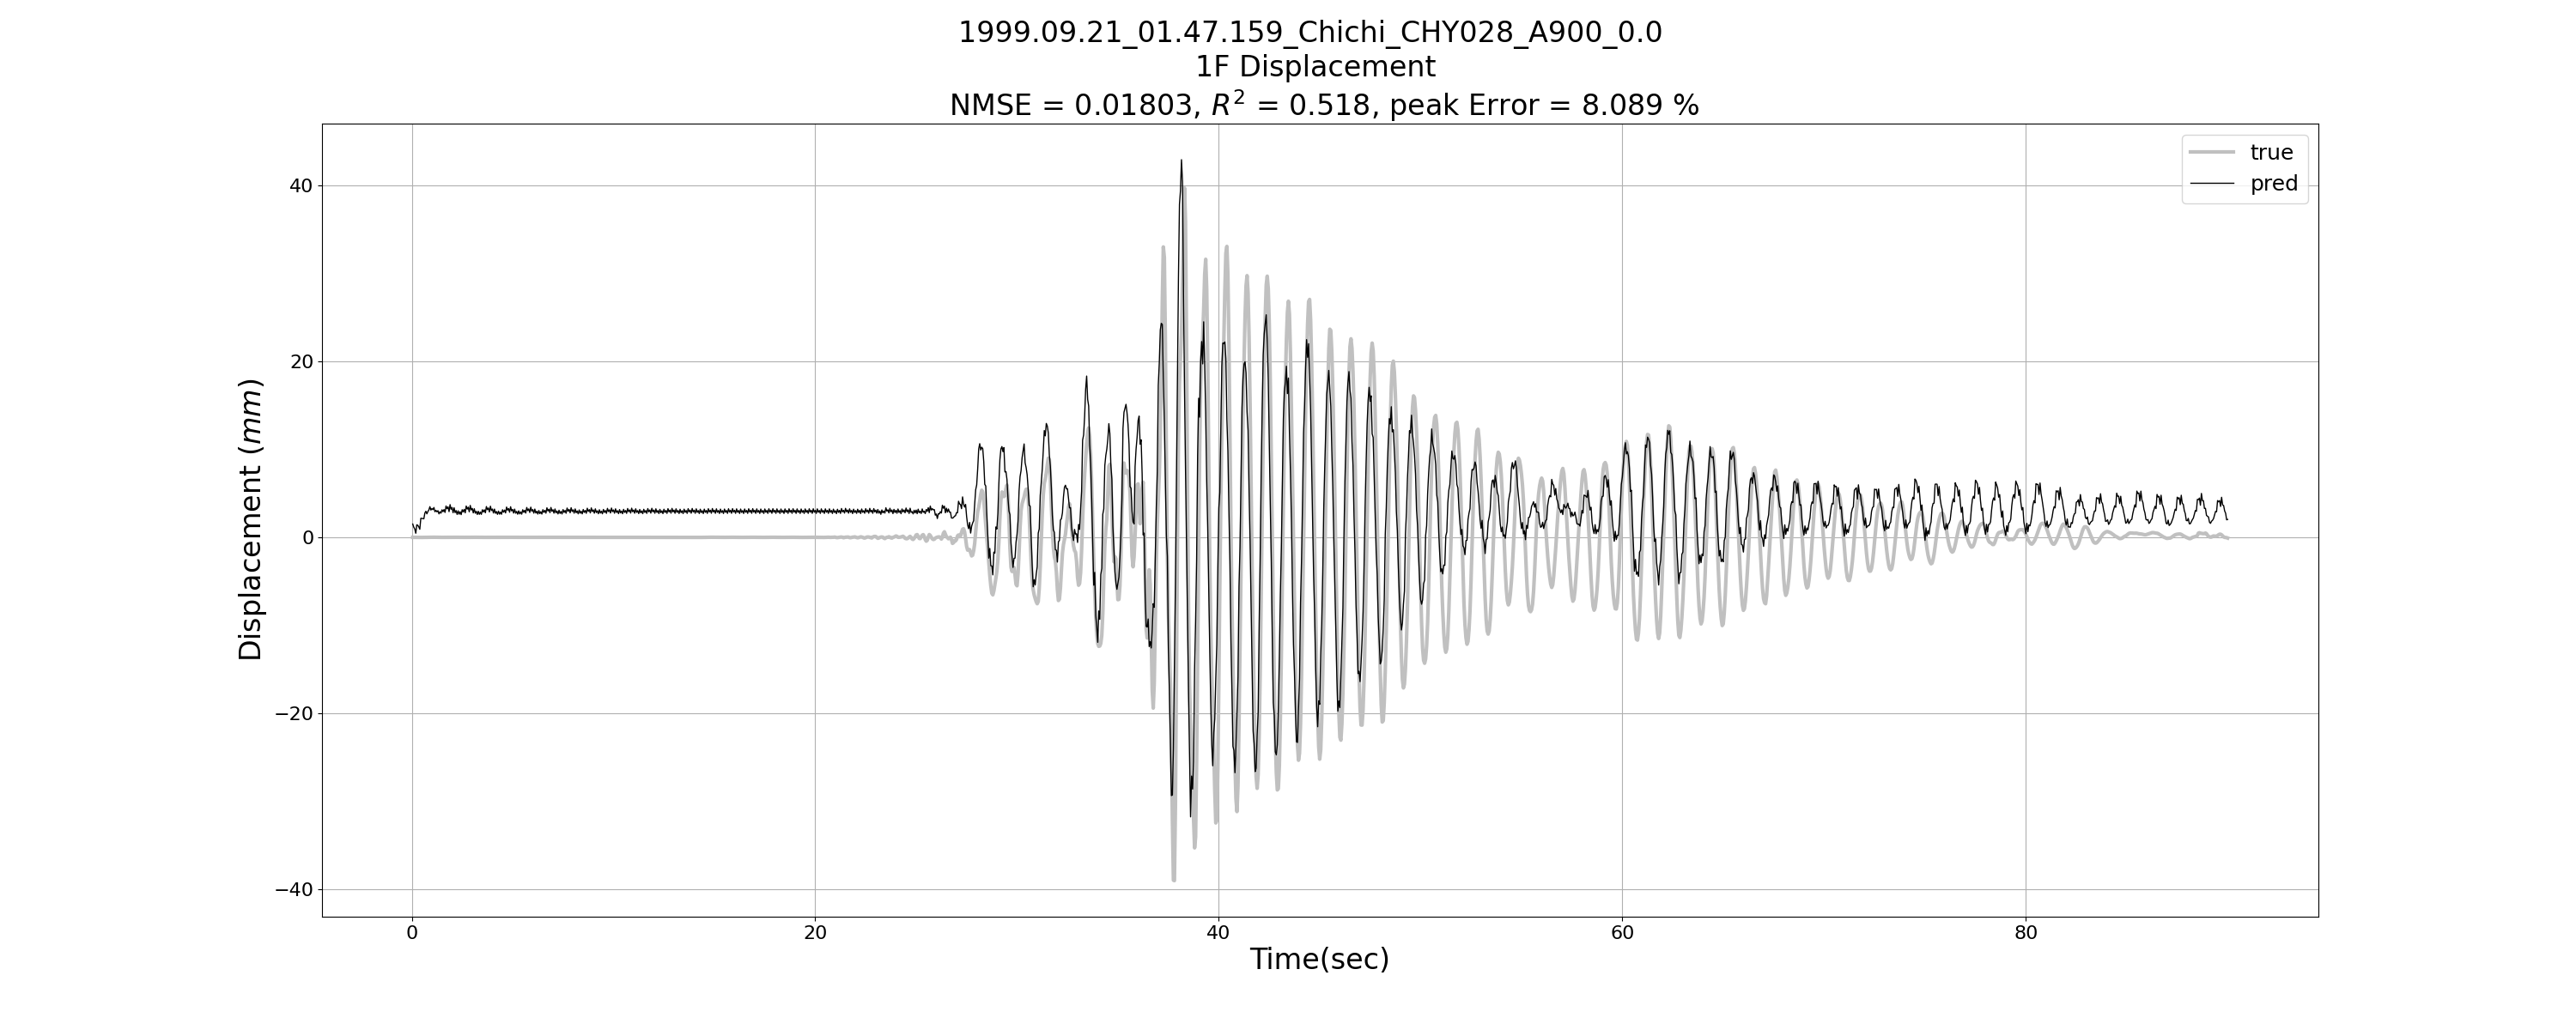 1999.09.21_01.47.159_Chichi_CHY028_A900_0.0
1F Displacement
NMSE = 0.01803, R² = 0.518, peak Error = 8.089 %
true
pred
Displacement (mm)
40
20
0
−20
−40
0 20 40 60 80
Time(sec)